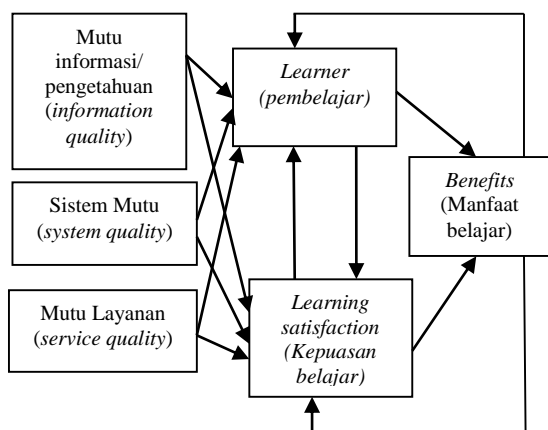 Mutu
informasi/
pengetahuan
(information
quality)
Sistem Mutu
(system quality)
Mutu Layanan
(service quality)
Learner
(pembelajar)
Learning
satisfaction
(Kepuasan
belajar)
Benefits
(Manfaat
belajar)